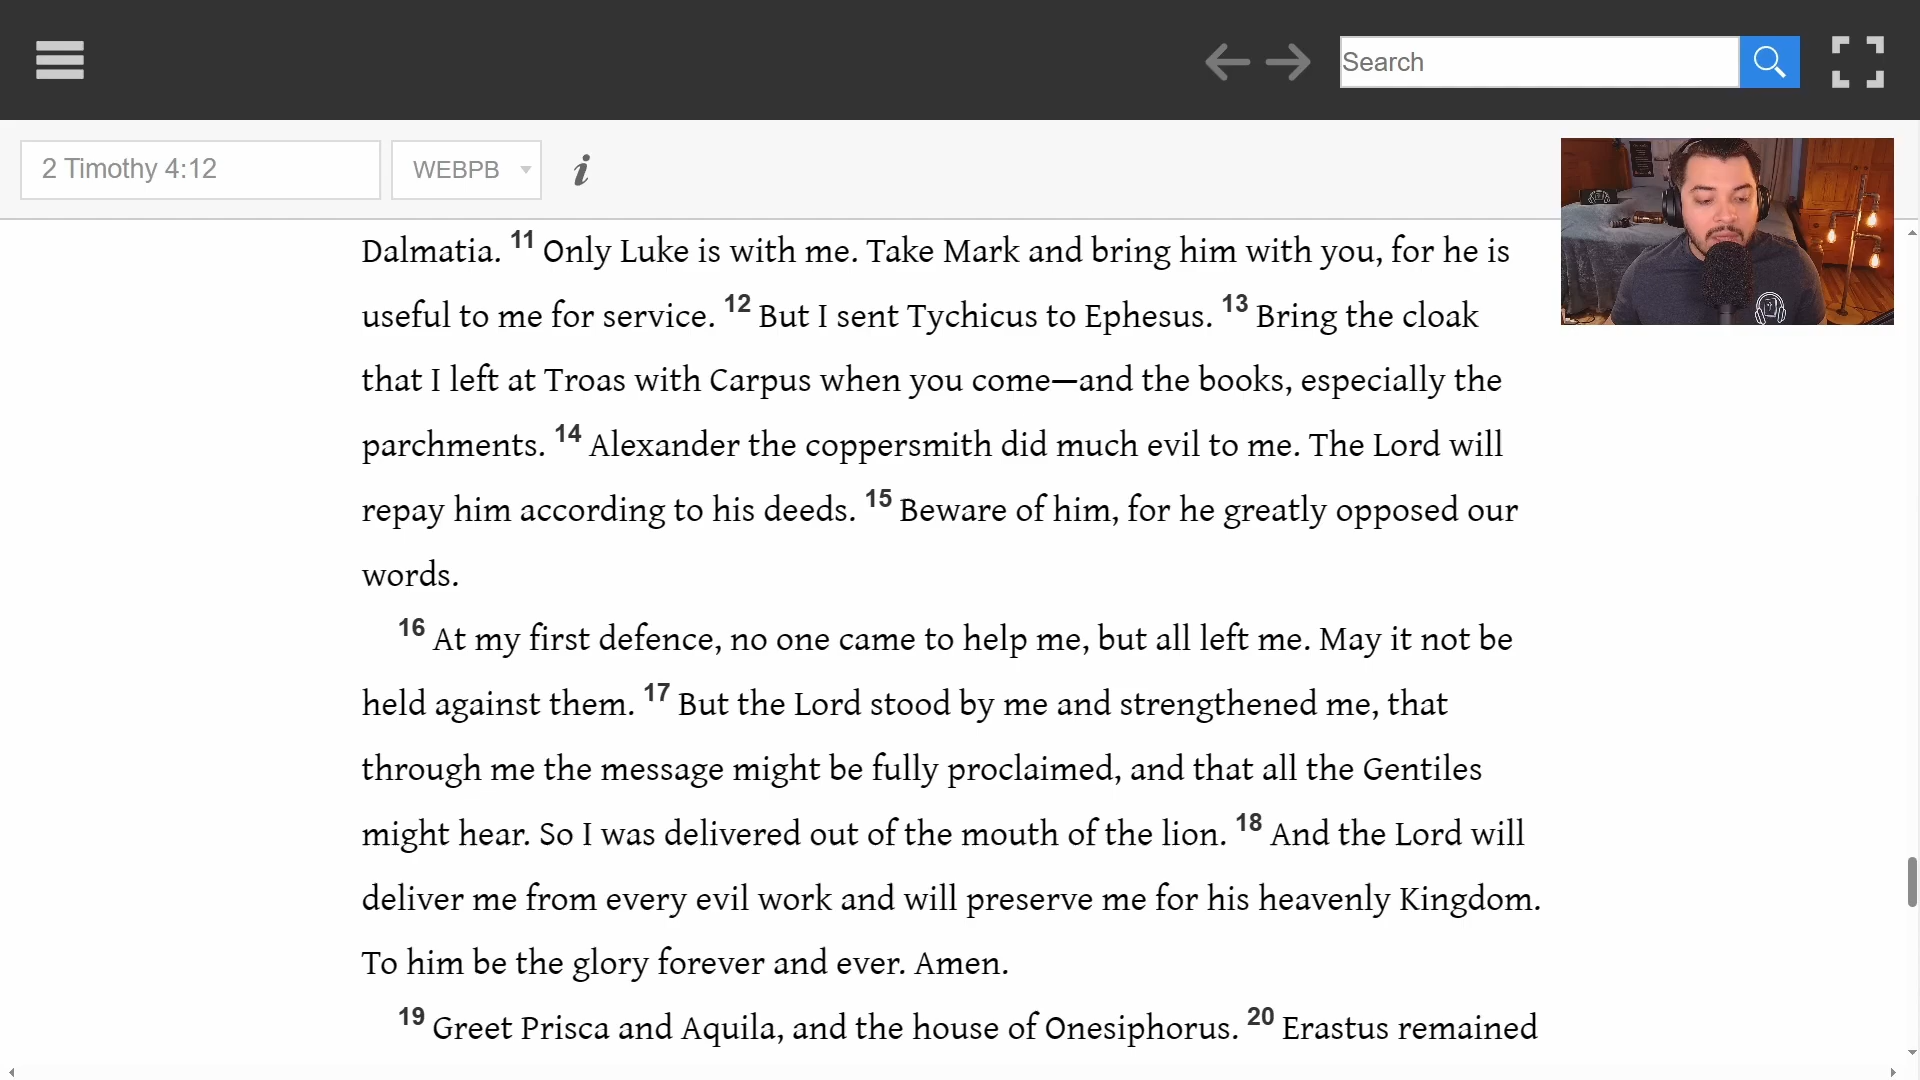 Search
2 Timothy 4:12
WEBPB
i
Dalmatia. 11 Only Luke is with me. Take Mark and bring him with you, for he is
useful to me for service. 12 But I sent Tychicus to Ephesus. 13 Bring the cloak
that I left at Troas with Carpus when you come—and the books, especially the
parchments. 14 Alexander the coppersmith did much evil to me. The Lord will
repay him according to his deeds. 15 Beware of him, for he greatly opposed our
words.
16 At my first defence, no one came to help me, but all left me. May it not be
held against them. 17 But the Lord stood by me and strengthened me, that
through me the message might be fully proclaimed, and that all the Gentiles
might hear. So I was delivered out of the mouth of the lion. 18 And the Lord will
deliver me from every evil work and will preserve me for his heavenly Kingdom.
To him be the glory forever and ever. Amen.
19 Greet Prisca and Aquila, and the house of Onesiphorus. 20 Erastus remained